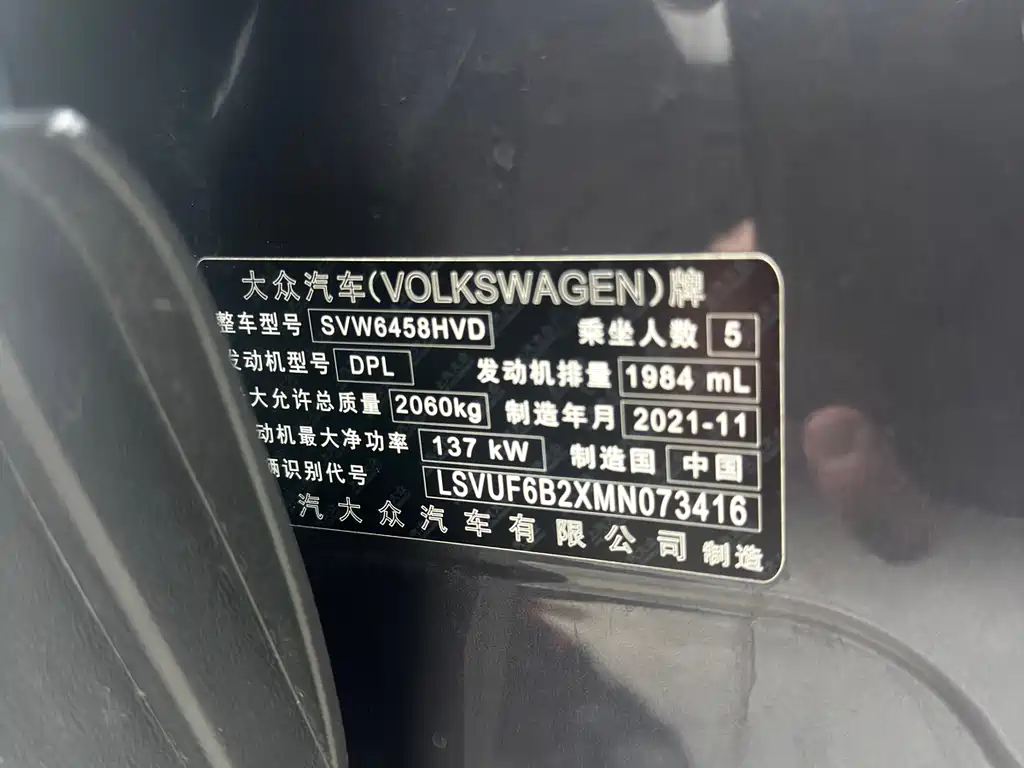 大众汽车(VOLKSWAGEN)牌
整车型号 SVW6458HVD 乘坐人数 5
发动机型号 DPL 发动机排量 1984 mL
大允许总质量 2060kg 制造年月 2021-11
动机最大净功率 137 kW 制造国 中国
辆识别代号 LSVUF6B2XMN073416
汽大众汽车有限公司 制造